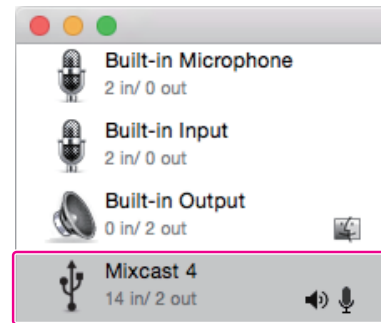 Built-in Microphone
2 in/ 0 out
Built-in Input
2 in/ 0 out
Built-in Output
0 in/ 2 out
Mixcast 4
14 in/ 2 out